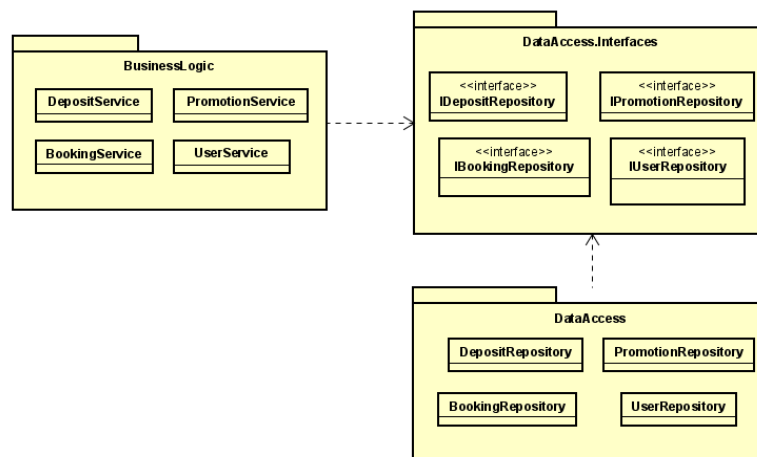 BusinessLogic
DepositService
PromotionService
BookingService
UserService
DataAccess.Interfaces
<<interface>>
IDepositRepository
<<interface>>
IPromotionRepository
<<interface>>
IBookingRepository
<<interface>>
IUserRepository
DataAccess
DepositRepository
PromotionRepository
BookingRepository
UserRepository